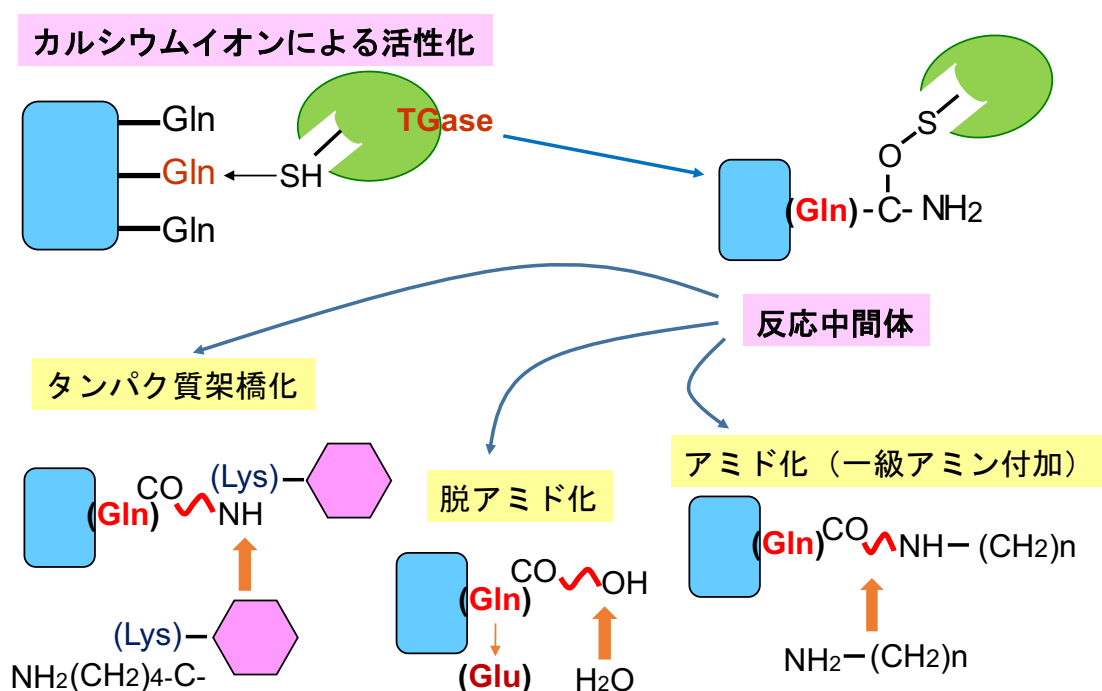 カルシウムイオンによる活性化
Gln
Gln
Gln
SH
TGase
S
O
(Gln)-C- NH2
反応中間体
タンパク質架橋化
(Gln)
CO
NH
(Lys)
(Lys)
NH2(CH2)4-C-
脱アミド化
(Gln)
CO
OH
(Glu)
H2O
アミド化（一級アミン付加）
(Gln)
CO
NH－(CH2)n
NH2－(CH2)n